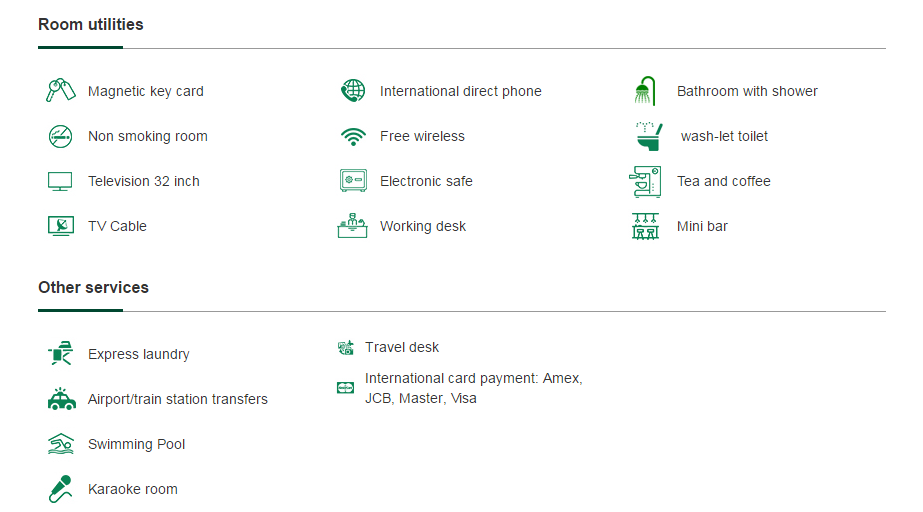 Room utilities
Magnetic key card
International direct phone
Bathroom with shower
Non smoking room
Free wireless
wash-let toilet
Television 32 inch
Electronic safe
Tea and coffee
TV Cable
Working desk
Mini bar
Other services
Express laundry
Travel desk
Airport/train station transfers
International card payment: Amex,
JCB, Master, Visa
Swimming Pool
Karaoke room